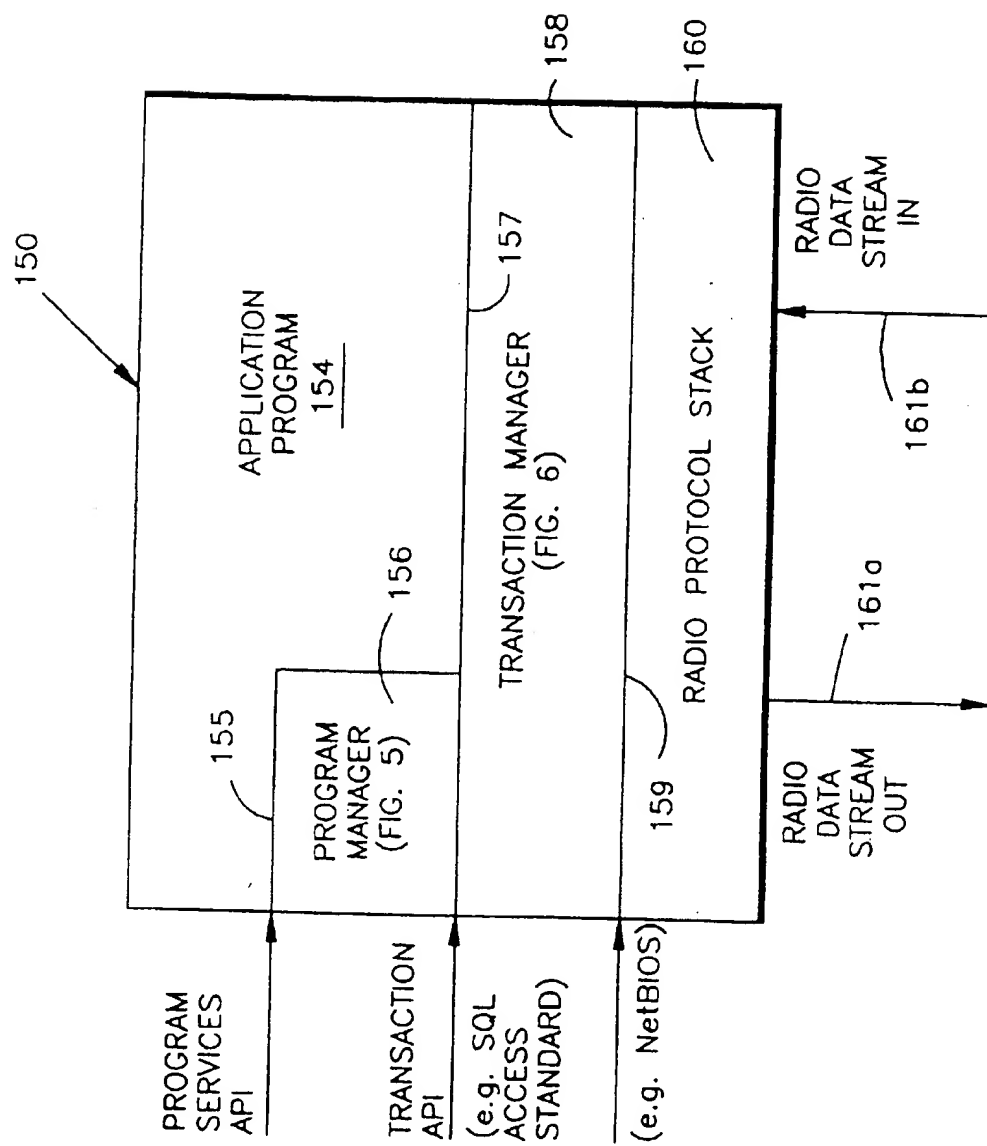 150
APPLICATION
PROGRAM
154
155
PROGRAM
MANAGER
(FIG. 5)
156
157
158
TRANSACTION MANAGER
(FIG. 6)
159
160
RADIO PROTOCOL STACK
PROGRAM
SERVICES
API
TRANSACTION
API
(e.g. SQL
ACCESS
STANDARD)
(e.g. NetBIOS)
RADIO
DATA
STREAM
OUT
161a
161b
RADIO
DATA
STREAM
IN